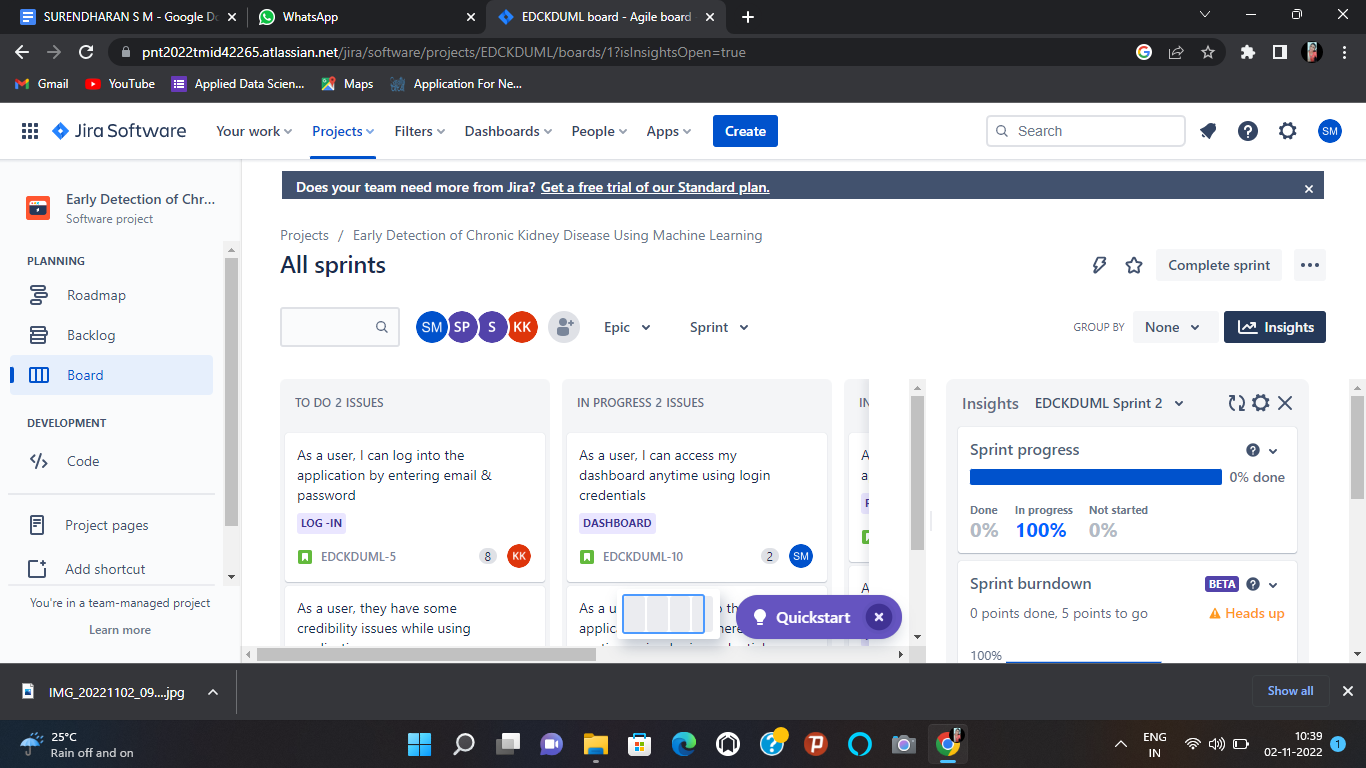 SURENDHARAN S M - Google Do
WhatsApp
EDCKDUML board - Agile board
pnt2022tmid42265.atlassian.net/jira/software/projects/EDCKDUML/boards/1?isInsightsOpen=true
Gmail
YouTube
Applied Data Scien...
Maps
Application For Ne...
Jira Software
Your work
Projects
Filters
Dashboards
People
Apps
Create
Search
SM
Early Detection of Chr...
Software project
Does your team need more from Jira? Get a free trial of our Standard plan.
PLANNING
Roadmap
Backlog
Board
DEVELOPMENT
Code
Project pages
Add shortcut
You're in a team-managed project
Learn more
Projects / Early Detection of Chronic Kidney Disease Using Machine Learning
All sprints
Complete sprint
SM SP S KK
Epic
Sprint
GROUP BY
None
Insights
TO DO 2 ISSUES
As a user, I can log into the
application by entering email &
password
LOG -IN
EDCKDUML-5
8
KK
As a user, they have some
credibility issues while using
IN PROGRESS 2 ISSUES
As a user, I can access my
dashboard anytime using login
credentials
DASHBOARD
EDCKDUML-10
2
SM
Quickstart
Insights
EDCKDUML Sprint 2
Sprint progress
0% done
Done In progress Not started
0% 100% 0%
Sprint burndown
BETA
0 points done, 5 points to go
Heads up
100%
IMG_20221102_09....jpg
Show all
25°C
Rain off and on
ENG
IN
10:39
02-11-2022
1